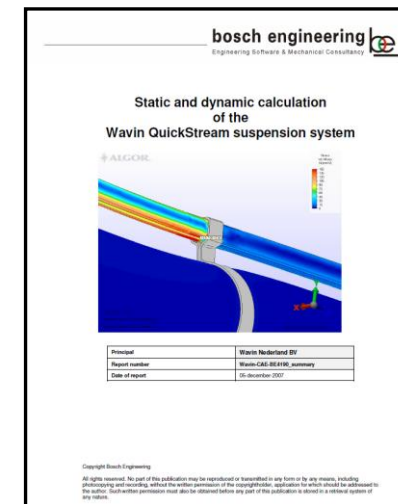 bosch engineering
be
Engineering Software & Mechanical Consultancy
Static and dynamic calculation
of the
Wavin QuickStream suspension system
ALGOR.
Principal Wavin Nederland BV
Report number Wavin-CAE-BE4190_summary
Date of report 05-december-2007
Copyright Bosch Engineering
All rights reserved. No part of this publication may be reproduced or transmitted in any form or by any means, including
photocopying and recording, without the written permission of the copyrightholder, application for which should be addressed to
the author. Such written permission must also be obtained before any part of this publication is stored in a retrieval system of
any nature.